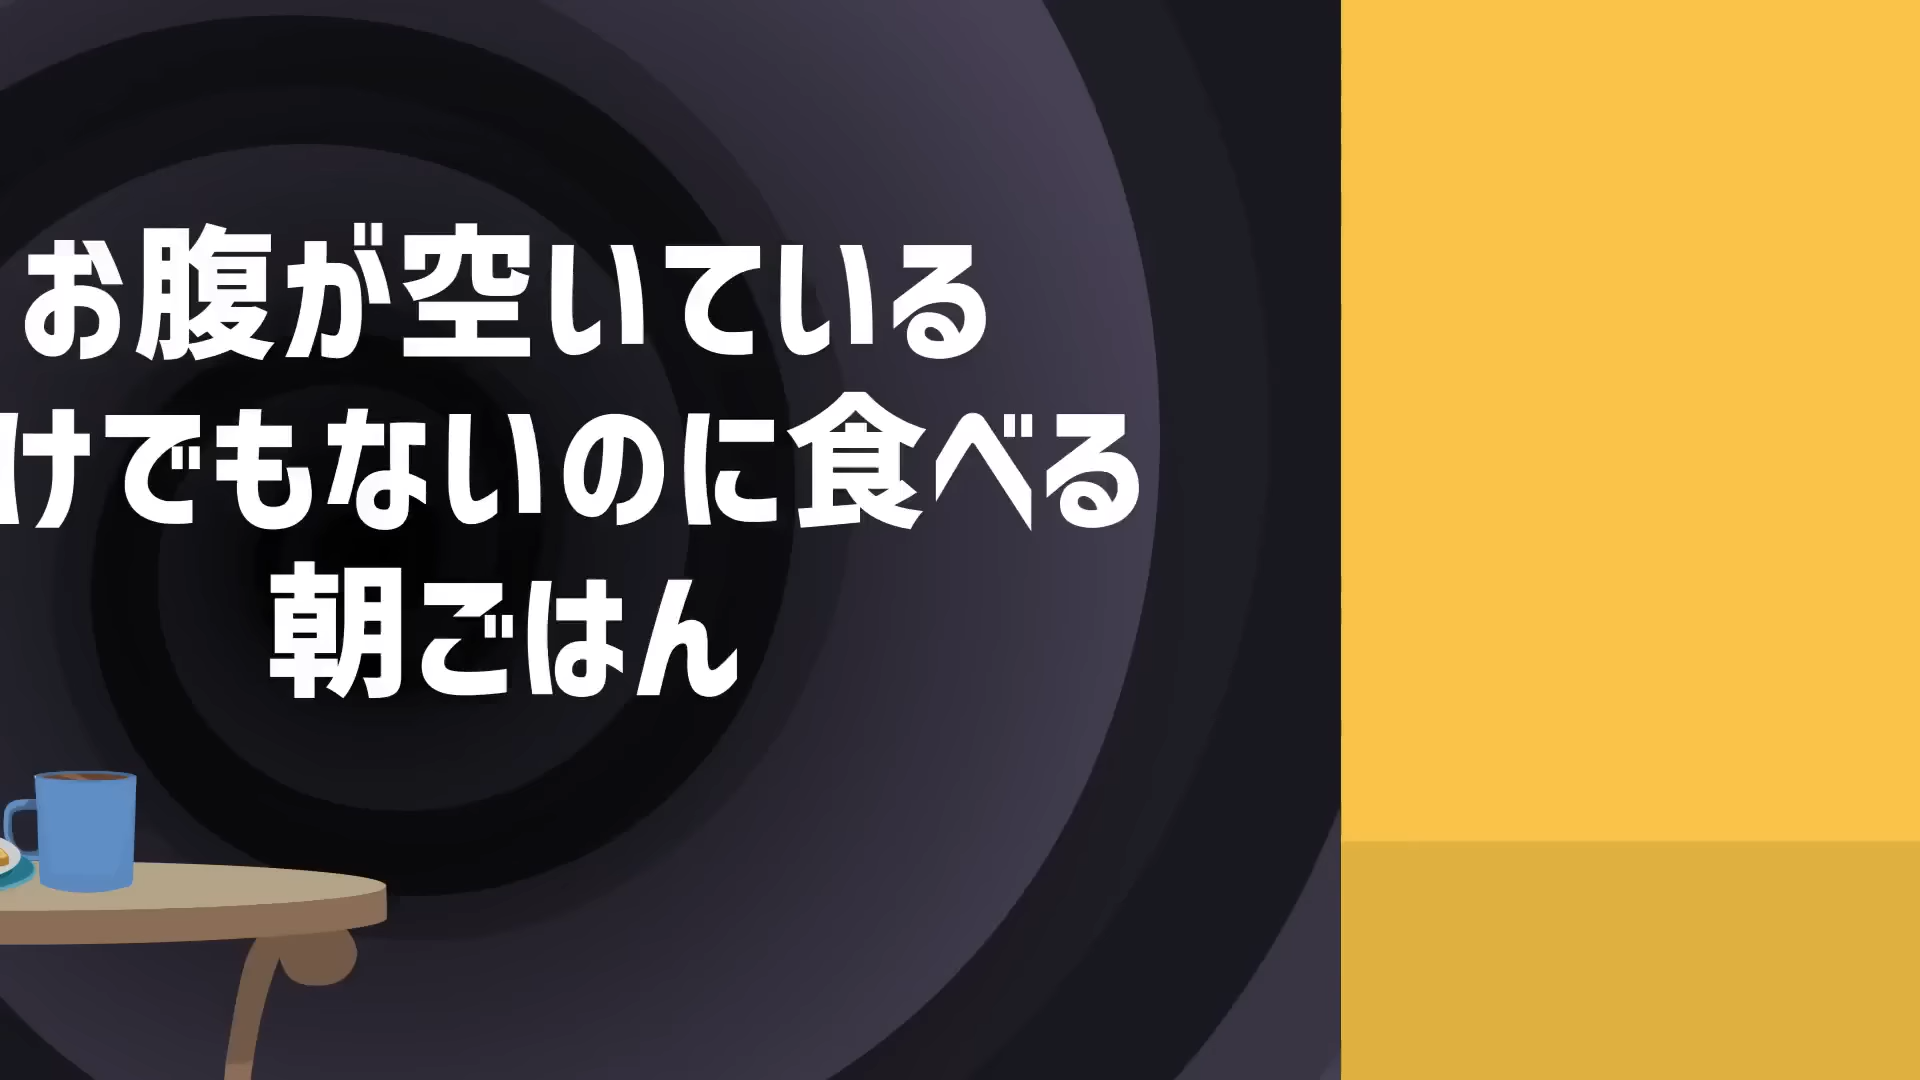 お腹が空いている
けでもないのに食べる
朝ごはん